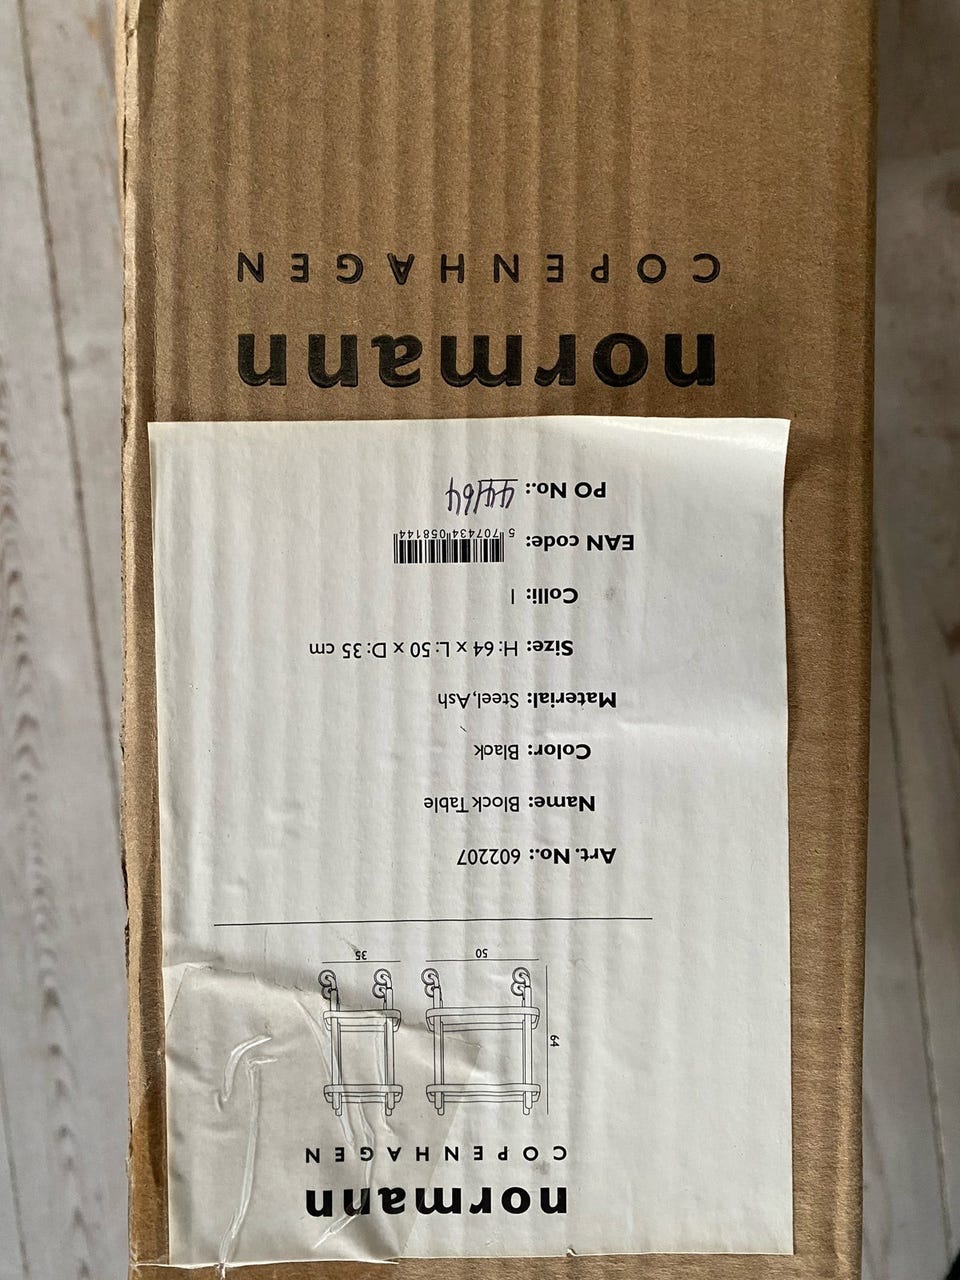 normann
COPENHAGEN
64
50 35
Art. No.: 602207
Name: Block Table
Color: Black
Material: Steel,Ash
Size: H: 64 x L: 50 x D: 35 cm
Colli: 1
EAN code: 5 707434 058144
PO No.: 44164
normann
COPENHAGEN